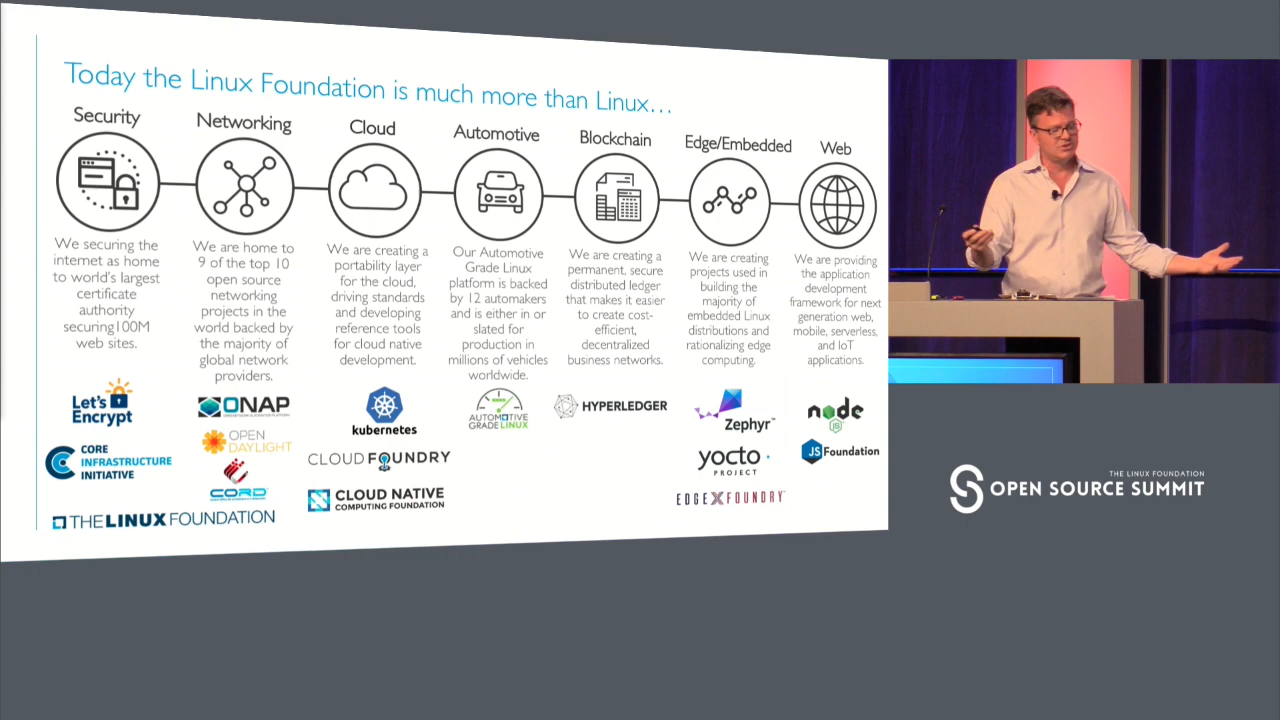 Today the Linux Foundation is much more than Linux...
Security
We securing the
internet as home
to world's largest
certificate
authority
securing100M
web sites.
Let's
Encrypt
CORE
INFRASTRUCTURE
INITIATIVE
Networking
We are home to
9 of the top 10
open source
networking
projects in the
world backed by
the majority of
global network
providers.
ONAP
OPEN
DAYLIGHT
CORD
Cloud
We are creating a
portability layer
for the cloud,
driving standards
and developing
reference tools
for cloud native
development.
kubernetes
CLOUD FOUNDRY
CLOUD NATIVE
COMPUTING FOUNDATION
Automotive
Our Automotive
Grade Linux
platform is backed
by 12 automakers
and is either in or
slated for
production in
millions of vehicles
worldwide.
AUTOMOTIVE
GRADELINUX
Blockchain
We are creating a
permanent, secure
distributed ledger
that makes it easier
to create cost-
efficient,
decentralized
business networks.
HYPERLEDGER
Edge/Embedded
We are creating
projects used in
building the
majority of
embedded Linux
distributions and
rationalizing edge
computing.
Zephyr™
yocto
PROJECT
EDGE X FOUNDRY
Web
We are providing
the application
development
framework for next
generation web,
mobile, serverless,
and IoT
applications.
node
JS
JS Foundation
THE LINUX FOUNDATION
THE LINUX FOUNDATION
OPEN SOURCE SUMMIT